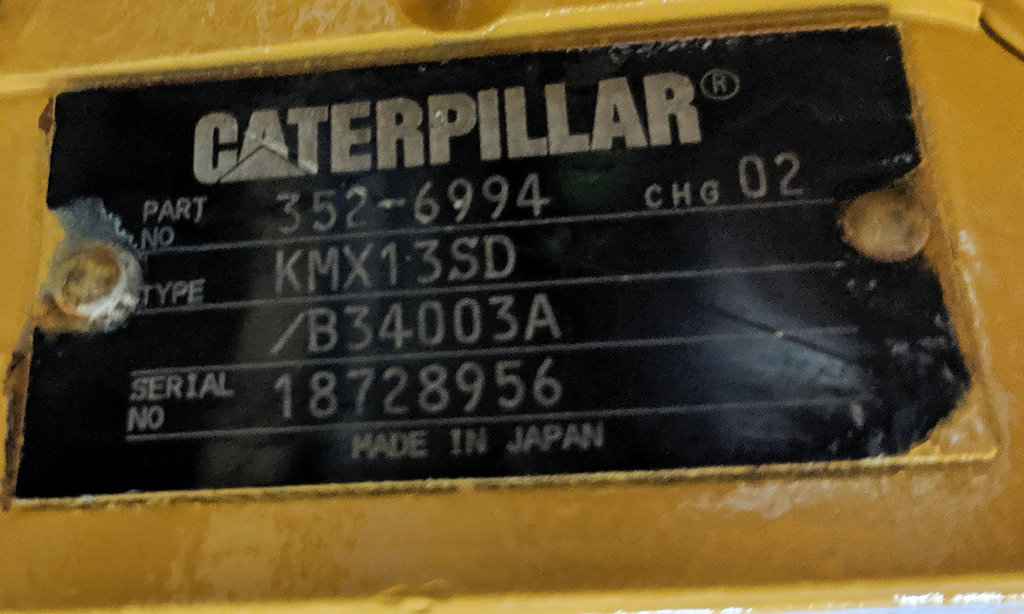 CATERPILLAR®
PART NO 352-6994 CHG 02
TYPE KMX13SD
/B34003A
SERIAL NO 18728956
MADE IN JAPAN